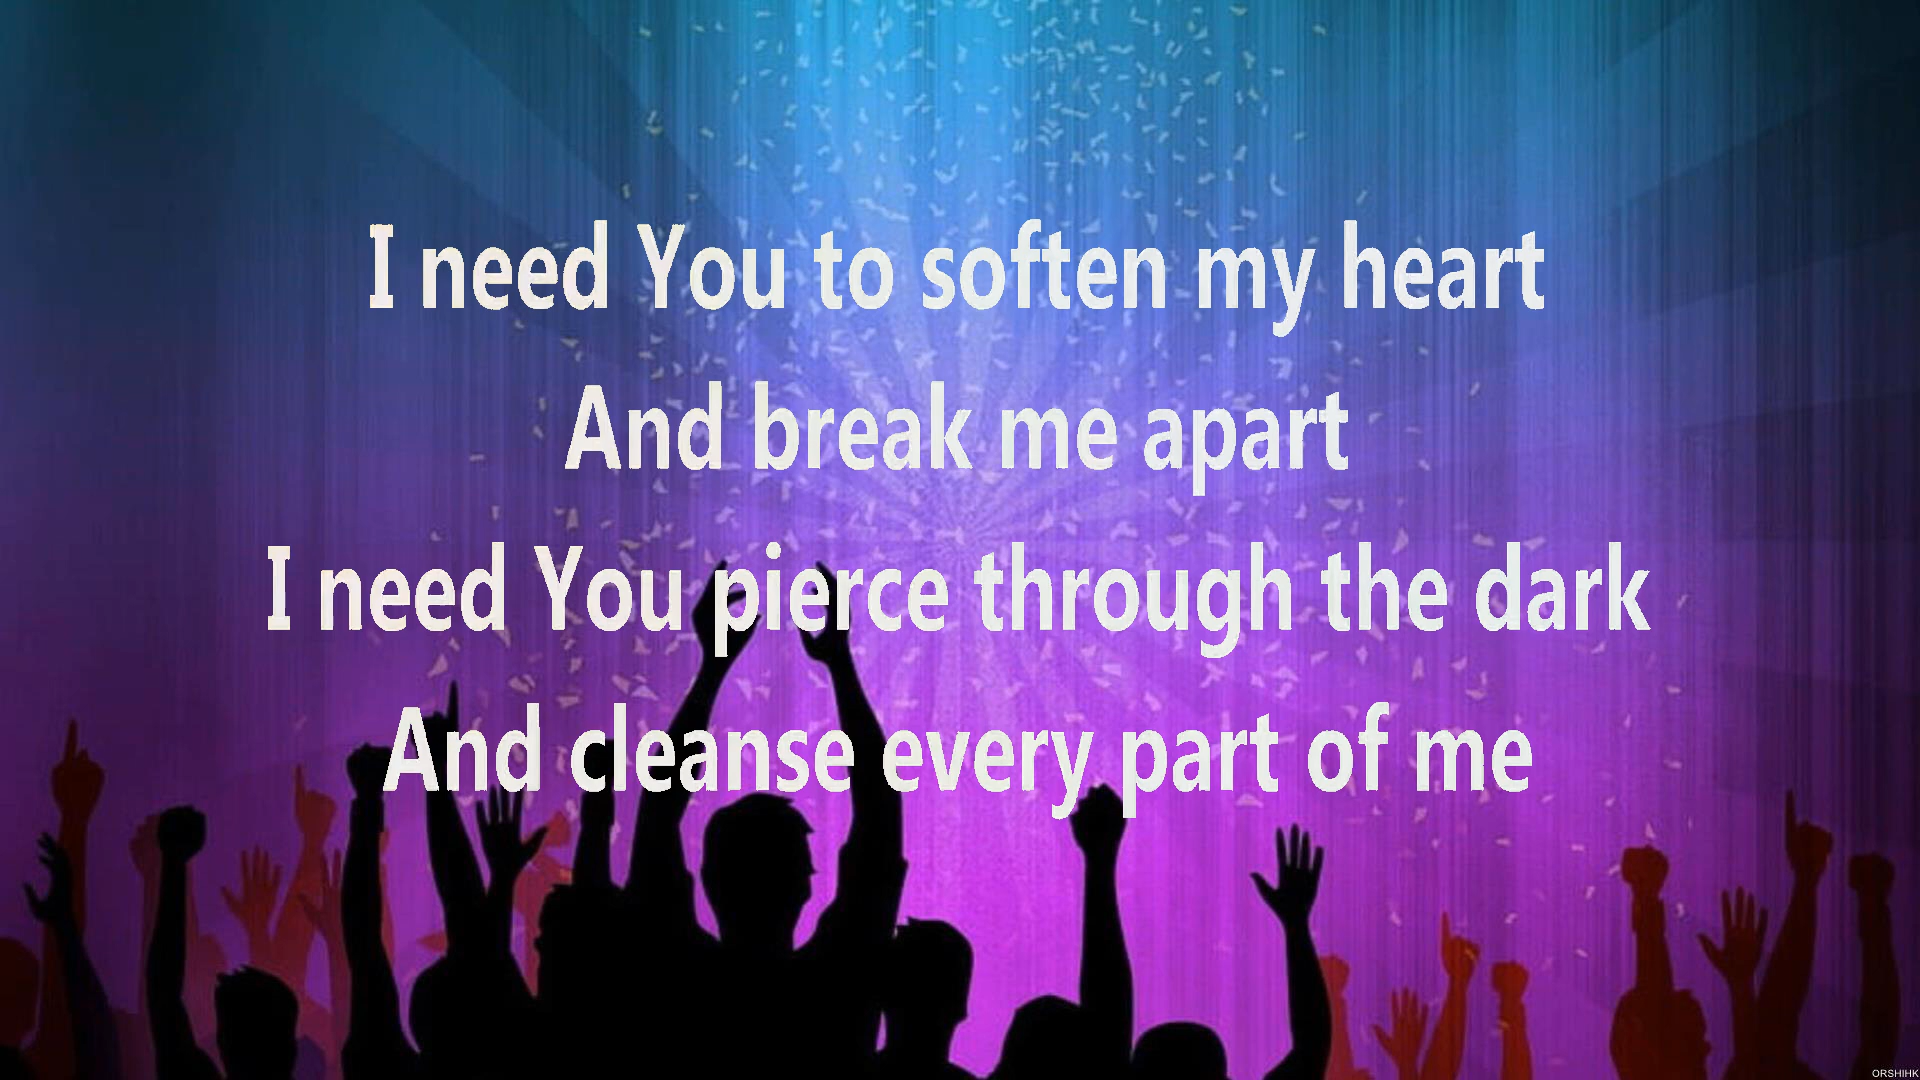 I need You to soften my heart
And break me apart
I need You pierce through the dark
And cleanse every part of me
ORSHIHK